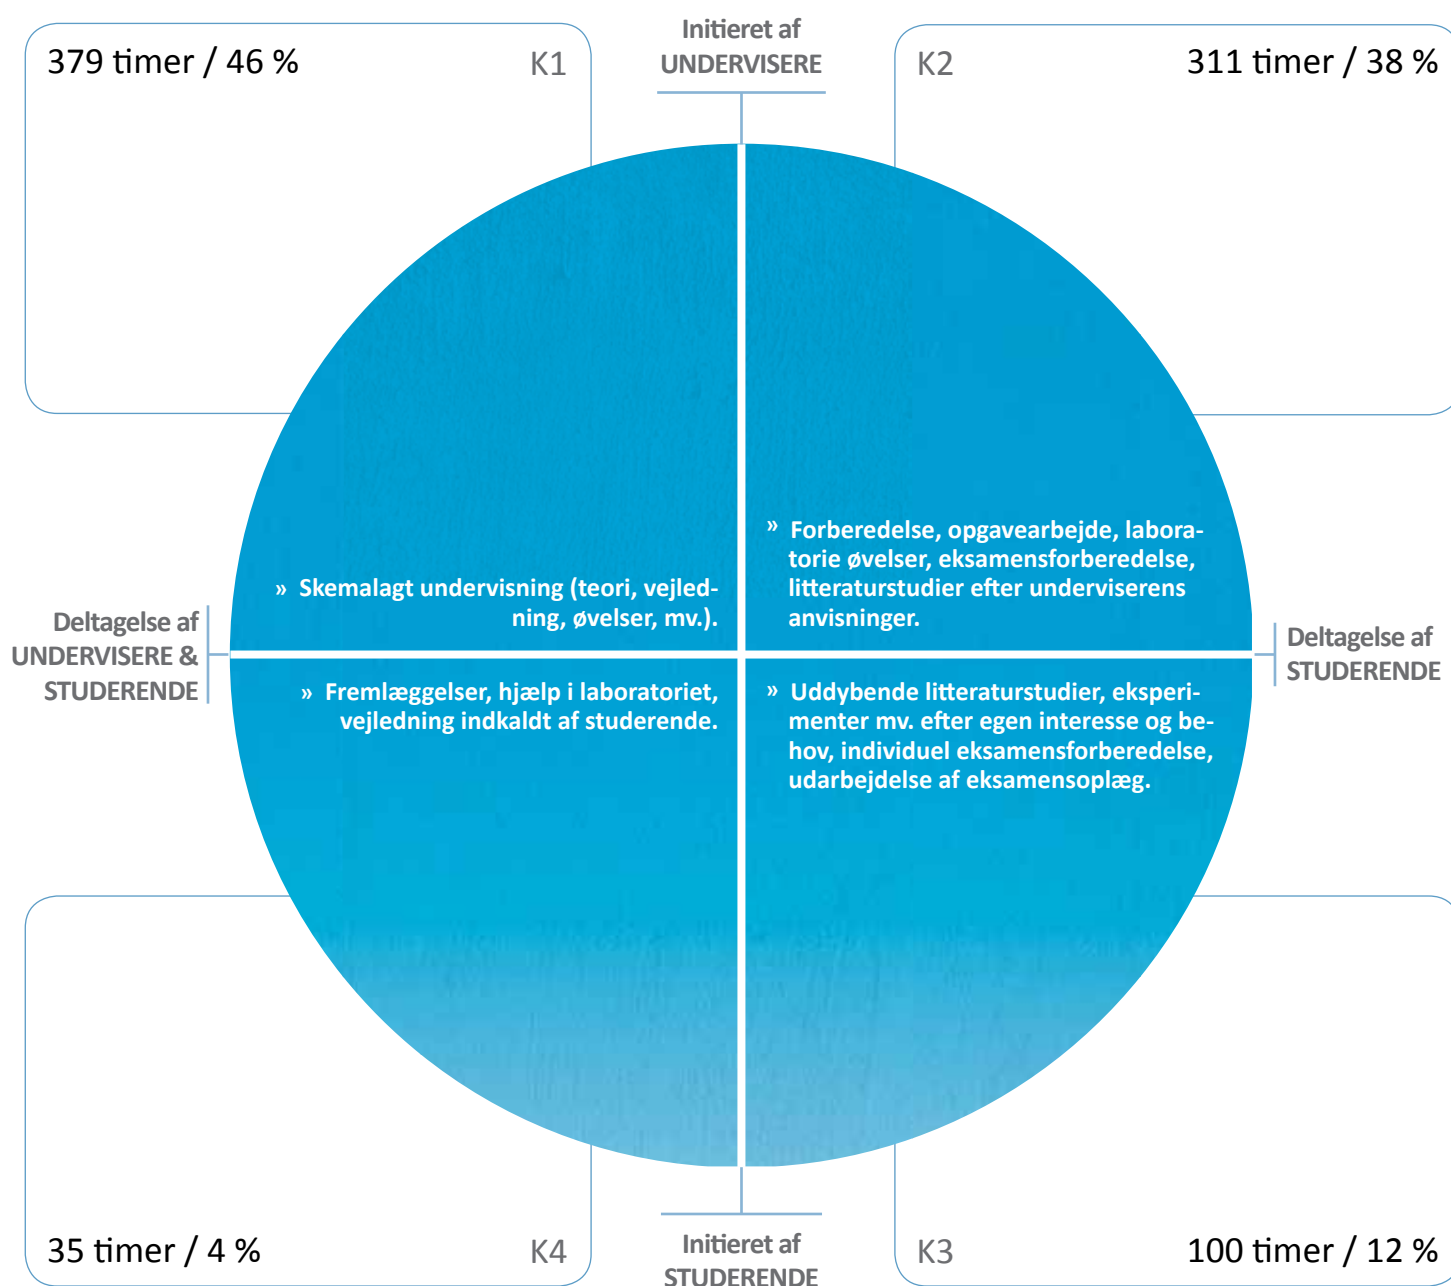 Initieret af
UNDERVISERE
379 timer / 46 %
K1
K2
311 timer / 38 %
» Skemalagt undervisning (teori, vejled-
ning, øvelser, mv.).
» Forberedelse, opgavearbejde, labora-
torie øvelser, eksamensforberedelse,
litteraturstudier efter underviserens
anvisninger.
Deltagelse af
UNDERVISERE &
STUDERENDE
Deltagelse af
STUDERENDE
» Fremlæggelser, hjælp i laboratoriet,
vejledning indkaldt af studerende.
» Uddybende litteraturstudier, eksperi-
menter mv. efter egen interesse og be-
hov, individuel eksamensforberedelse,
udarbejdelse af eksamensoplæg.
35 timer / 4 %
K4
Initieret af
STUDERENDE
K3
100 timer / 12 %